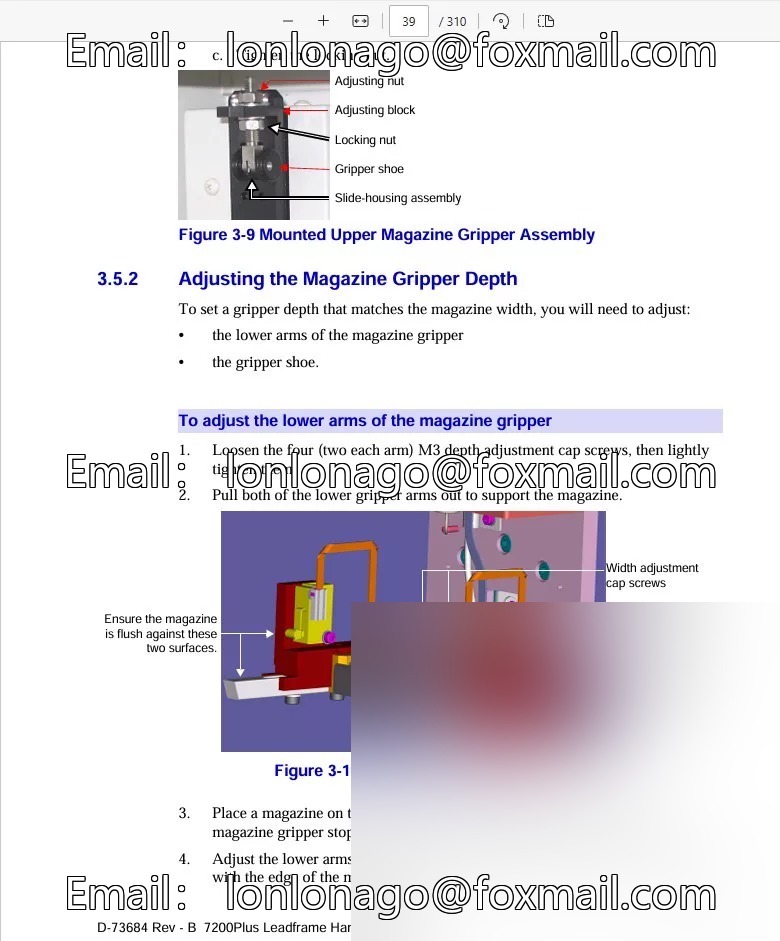 39 / 310
Email: lonlonago@foxmail.com
c.
Adjusting nut
Adjusting block
Locking nut
Gripper shoe
Slide-housing assembly
Figure 3-9 Mounted Upper Magazine Gripper Assembly
3.5.2 Adjusting the Magazine Gripper Depth
To set a gripper depth that matches the magazine width, you will need to adjust:
• the lower arms of the magazine gripper
• the gripper shoe.
To adjust the lower arms of the magazine gripper
1. Loosen the four (two each arm) M3 depth adjustment cap screws, then lightly
Email: lonlonago@foxmail.com
2. Pull both of the lower gripper arms out to support the magazine.
Width adjustment
cap screws
Ensure the magazine
is flush against these
two surfaces.
Figure 3-1
3. Place a magazine on
magazine gripper stop
4. Adjust the lower arms
with the edge of the
Email: lonlonago@foxmail.com
D-73684 Rev - B 7200Plus Leadframe